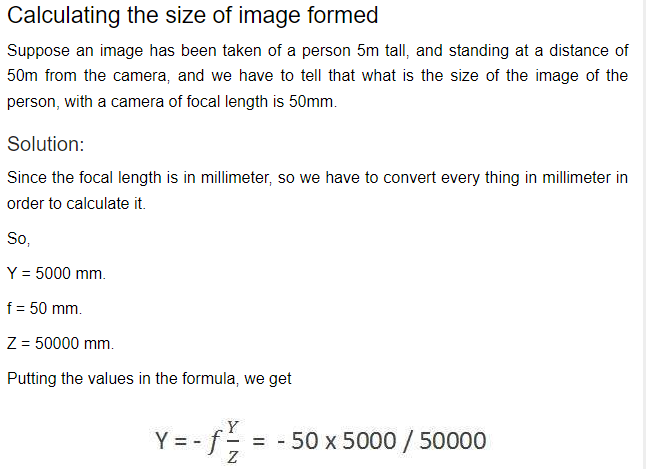 Calculating the size of image formed
Suppose an image has been taken of a person 5m tall, and standing at a distance of
50m from the camera, and we have to tell that what is the size of the image of the
person, with a camera of focal length is 50mm.
Solution:
Since the focal length is in millimeter, so we have to convert every thing in millimeter in
order to calculate it.
So,
Y = 5000 mm.
f = 50 mm.
Z = 50000 mm.
Putting the values in the formula, we get
Y = - f Y/Z = - 50 x 5000 / 50000